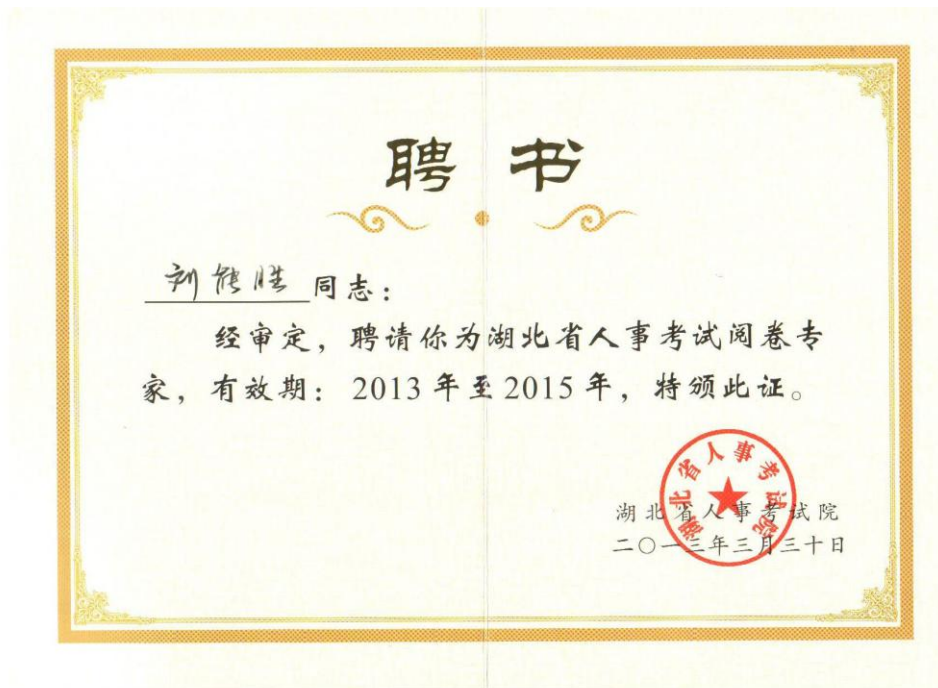 聘书
刘能胜 同志：
经审定，聘请你为湖北省人事考试阅卷专
家，有效期：2013年至2015年，特颁此证。
湖北省人事考试院
湖北省人事考试院
二〇一三年三月三十日